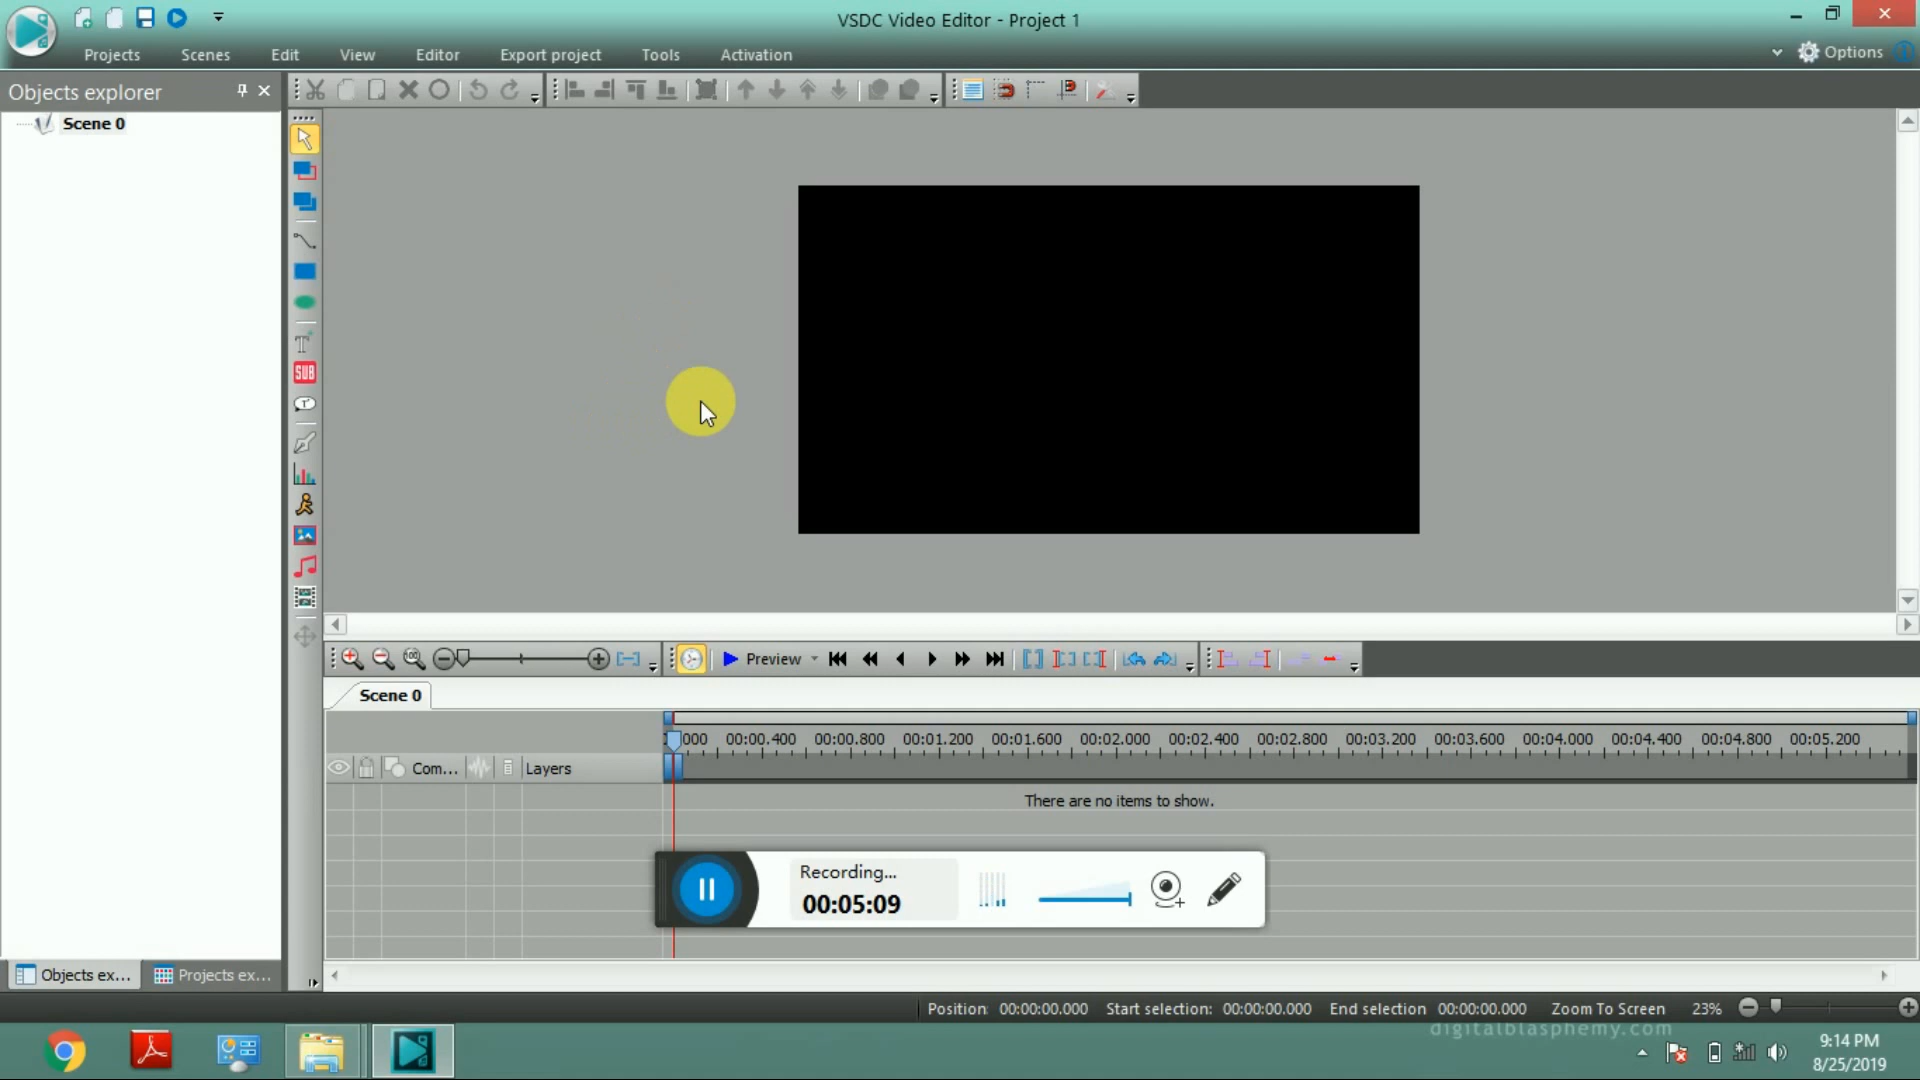 VSDC Video Editor - Project 1
Projects Scenes Edit View Editor Export project Tools Activation Options
Objects explorer
Scene 0
SUB
Preview
Scene 0
000 00:00.400 00:00.800 00:01.200 00:01.600 00:02.000 00:02.400 00:02.800 00:03.200 00:03.600 00:04.000 00:04.400 00:04.800 00:05.200
Com... Layers
There are no items to show.
Recording...
00:05:09
Objects ex... Projects ex...
Position: 00:00:00.000 Start selection: 00:00:00.000 End selection 00:00:00.000 Zoom To Screen 23%
digitalblasphemy.com
9:14 PM
8/25/2019